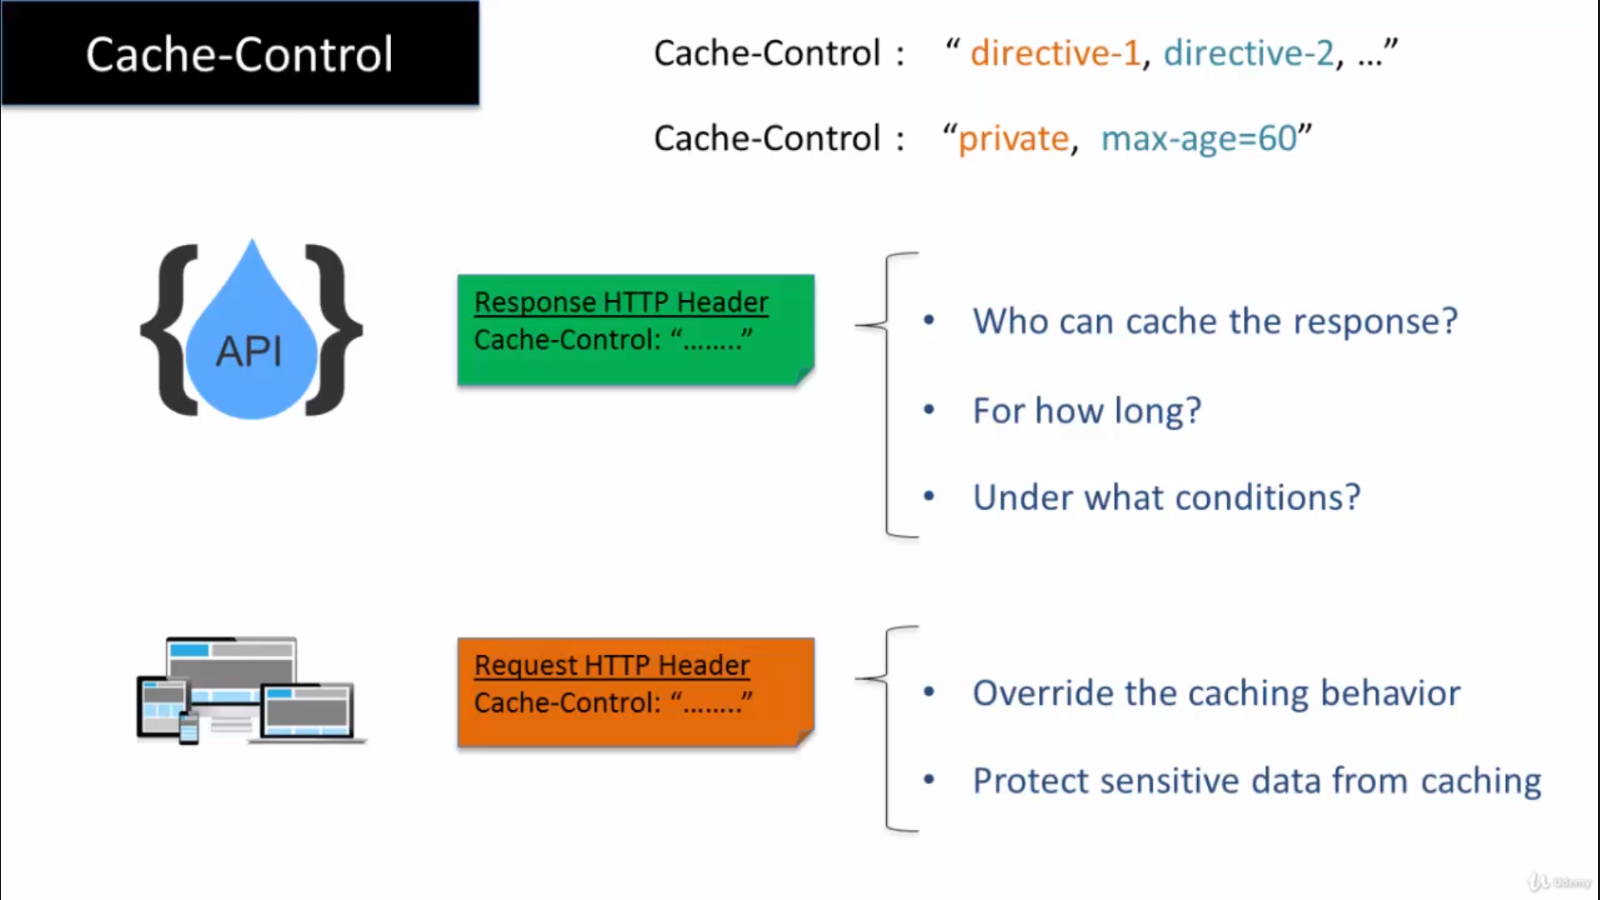 Cache-Control
Cache-Control : “ directive-1, directive-2, ...”
Cache-Control : “private, max-age=60”
API
Response HTTP Header
Cache-Control: “........”
• Who can cache the response?
• For how long?
• Under what conditions?
Request HTTP Header
Cache-Control: “........”
• Override the caching behavior
• Protect sensitive data from caching
Udemy